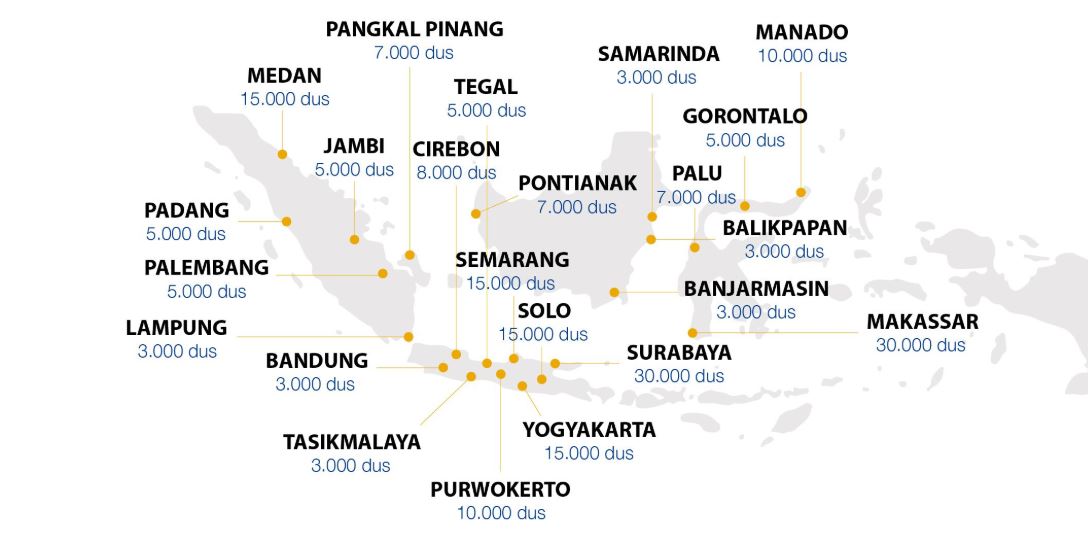 PANGKAL PINANG
7.000 dus
MANADO
10.000 dus
SAMARINDA
3.000 dus
MEDAN
15.000 dus
TEGAL
5.000 dus
GORONTALO
5.000 dus
JAMBI
5.000 dus
CIREBON
8.000 dus
PONTIANAK
7.000 dus
PALU
7.000 dus
PADANG
5.000 dus
BALIKPAPAN
3.000 dus
PALEMBANG
5.000 dus
SEMARANG
15.000 dus
BANJARMASIN
3.000 dus
SOLO
15.000 dus
MAKASSAR
30.000 dus
LAMPUNG
3.000 dus
BANDUNG
3.000 dus
SURABAYA
30.000 dus
TASIKMALAYA
3.000 dus
YOGYAKARTA
15.000 dus
PURWOKERTO
10.000 dus